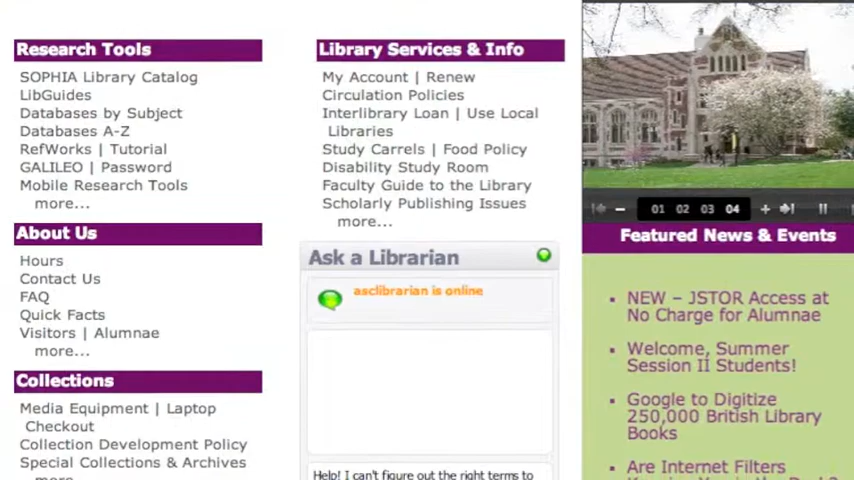 Research Tools
SOPHIA Library Catalog
LibGuides
Databases by Subject
Databases A-Z
RefWorks | Tutorial
GALILEO | Password
Mobile Research Tools
more...
About Us
Hours
Contact Us
FAQ
Quick Facts
Visitors | Alumnae
more...
Collections
Media Equipment | Laptop
Checkout
Collection Development Policy
Special Collections & Archives
more...
Library Services & Info
My Account | Renew
Circulation Policies
Interlibrary Loan | Use Local
Libraries
Study Carrels | Food Policy
Disability Study Room
Faculty Guide to the Library
Scholarly Publishing Issues
more...
Ask a Librarian
asclibrarian is online
Help! I can't figure out the right terms to
01 02 03 04
Featured News & Events
NEW – JSTOR Access at
No Charge for Alumnae
Welcome, Summer
Session II Students!
Google to Digitize
250,000 British Library
Books
Are Internet Filters